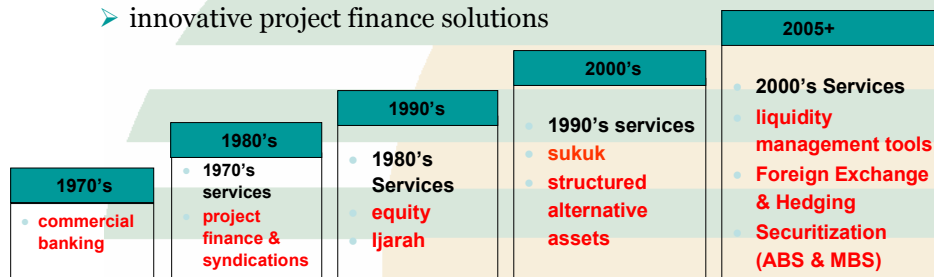 ➢ innovative project finance solutions
1970's
• commercial
banking
1980's
• 1970's
services
• project
finance &
syndications
1990's
• 1980's
Services
• equity
• Ijarah
2000's
• 1990's services
• sukuk
• structured
alternative
assets
2005+
• 2000's Services
• liquidity
management tools
• Foreign Exchange
& Hedging
• Securitization
(ABS & MBS)